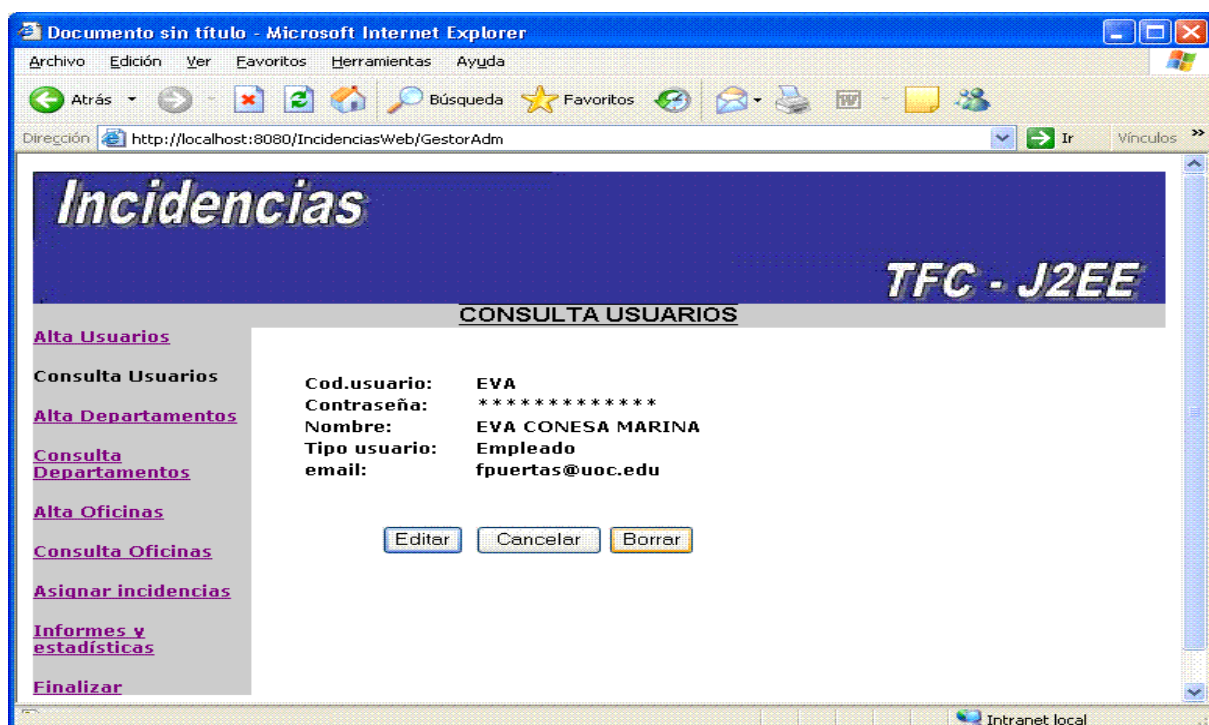 Documento sin título - Microsoft Internet Explorer
Archivo Edición Ver Favoritos Herramientas Ayuda
Atrás Búsqueda Favoritos
Dirección http://localhost:8080/IncidenciasWeb/GestorAdm Ir Vínculos »
Incidencias
TFC - J2EE
CONSULTA USUARIOS
Alta Usuarios
Consulta Usuarios
Alta Departamentos
Consulta
Departamentos
Alta Oficinas
Consulta Oficinas
Asignar incidencias
Informes y
estadísticas
Finalizar
Cod.usuario: EVA
Contraseña: *************
Nombre: EVA CONESA MARINA
Tipo usuario: Empleado
email: fpuertas@uoc.edu
Editar Cancelar Borrar
Intranet local